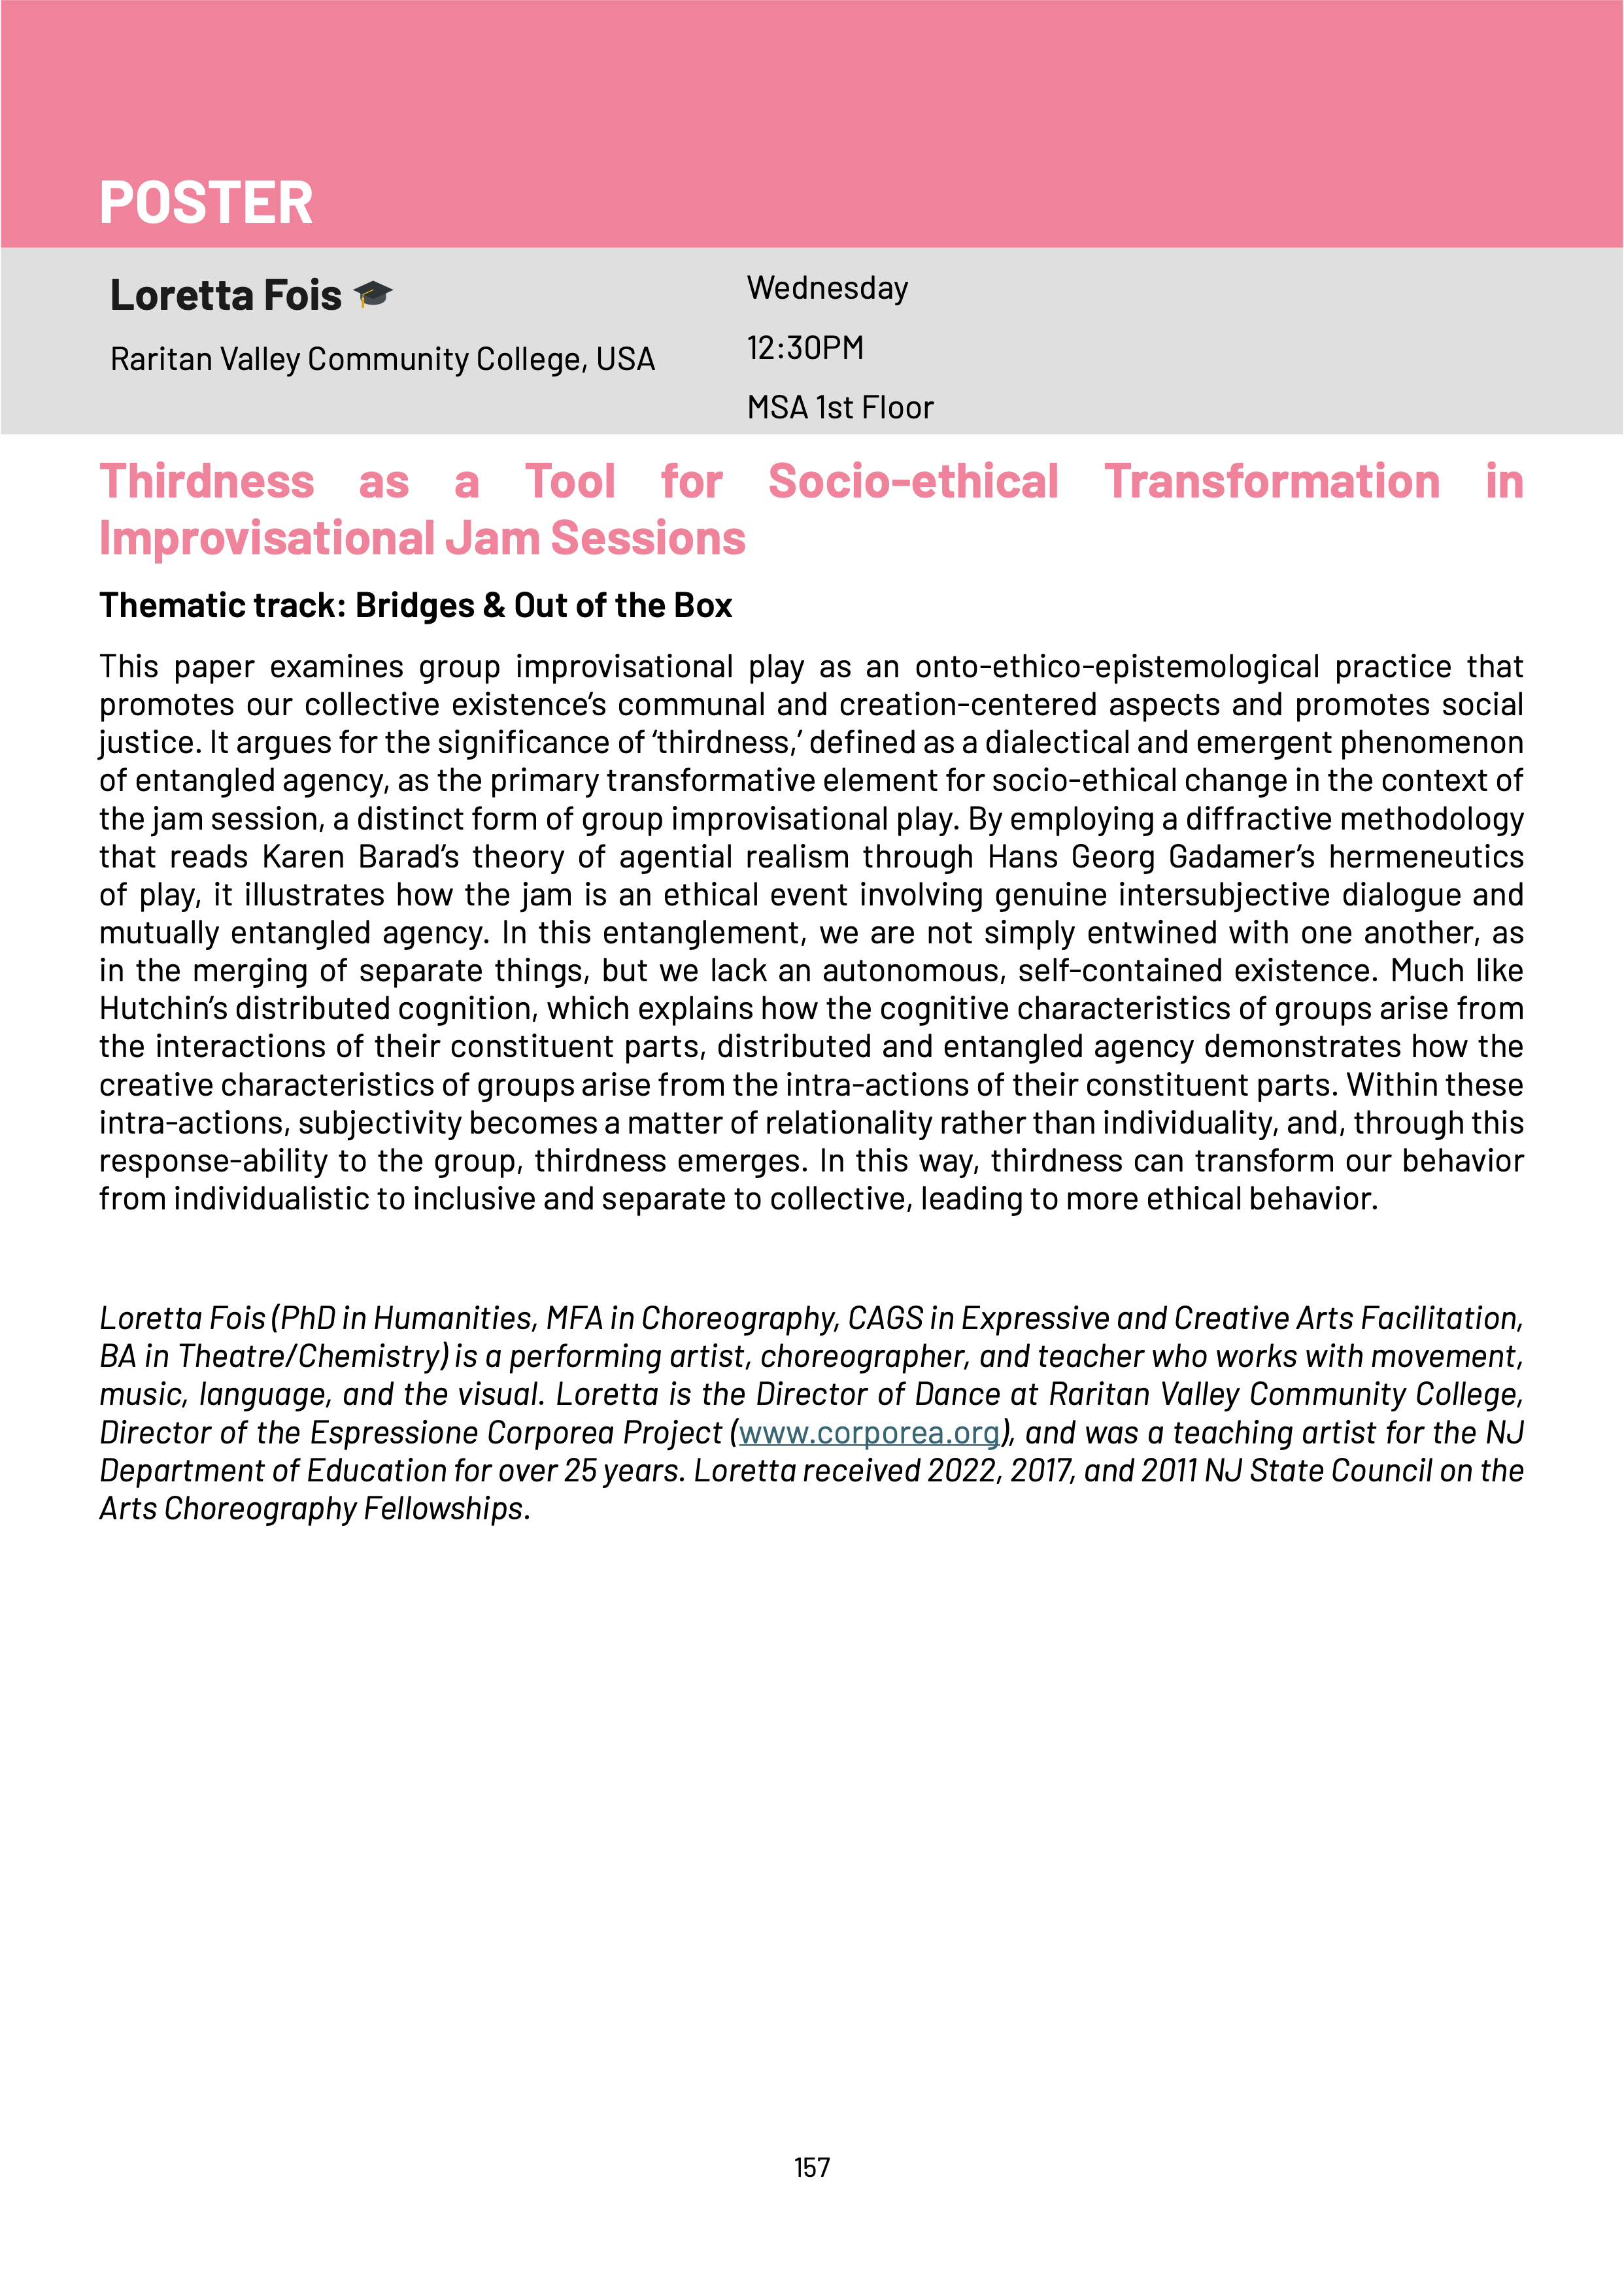 POSTER
Loretta Fois
Raritan Valley Community College, USA
Wednesday
12:30PM
MSA 1st Floor
Thirdness as a Tool for Socio-ethical Transformation in
Improvisational Jam Sessions
Thematic track: Bridges & Out of the Box
This paper examines group improvisational play as an onto-ethico-epistemological practice that
promotes our collective existence’s communal and creation-centered aspects and promotes social
justice. It argues for the significance of ‘thirdness,’ defined as a dialectical and emergent phenomenon
of entangled agency, as the primary transformative element for socio-ethical change in the context of
the jam session, a distinct form of group improvisational play. By employing a diffractive methodology
that reads Karen Barad’s theory of agential realism through Hans Georg Gadamer’s hermeneutics
of play, it illustrates how the jam is an ethical event involving genuine intersubjective dialogue and
mutually entangled agency. In this entanglement, we are not simply entwined with one another, as
in the merging of separate things, but we lack an autonomous, self-contained existence. Much like
Hutchin’s distributed cognition, which explains how the cognitive characteristics of groups arise from
the interactions of their constituent parts, distributed and entangled agency demonstrates how the
creative characteristics of groups arise from the intra-actions of their constituent parts. Within these
intra-actions, subjectivity becomes a matter of relationality rather than individuality, and, through this
response-ability to the group, thirdness emerges. In this way, thirdness can transform our behavior
from individualistic to inclusive and separate to collective, leading to more ethical behavior.
Loretta Fois (PhD in Humanities, MFA in Choreography, CAGS in Expressive and Creative Arts Facilitation,
BA in Theatre/Chemistry) is a performing artist, choreographer, and teacher who works with movement,
music, language, and the visual. Loretta is the Director of Dance at Raritan Valley Community College,
Director of the Espressione Corporea Project (www.corporea.org), and was a teaching artist for the NJ
Department of Education for over 25 years. Loretta received 2022, 2017, and 2011 NJ State Council on the
Arts Choreography Fellowships.
157